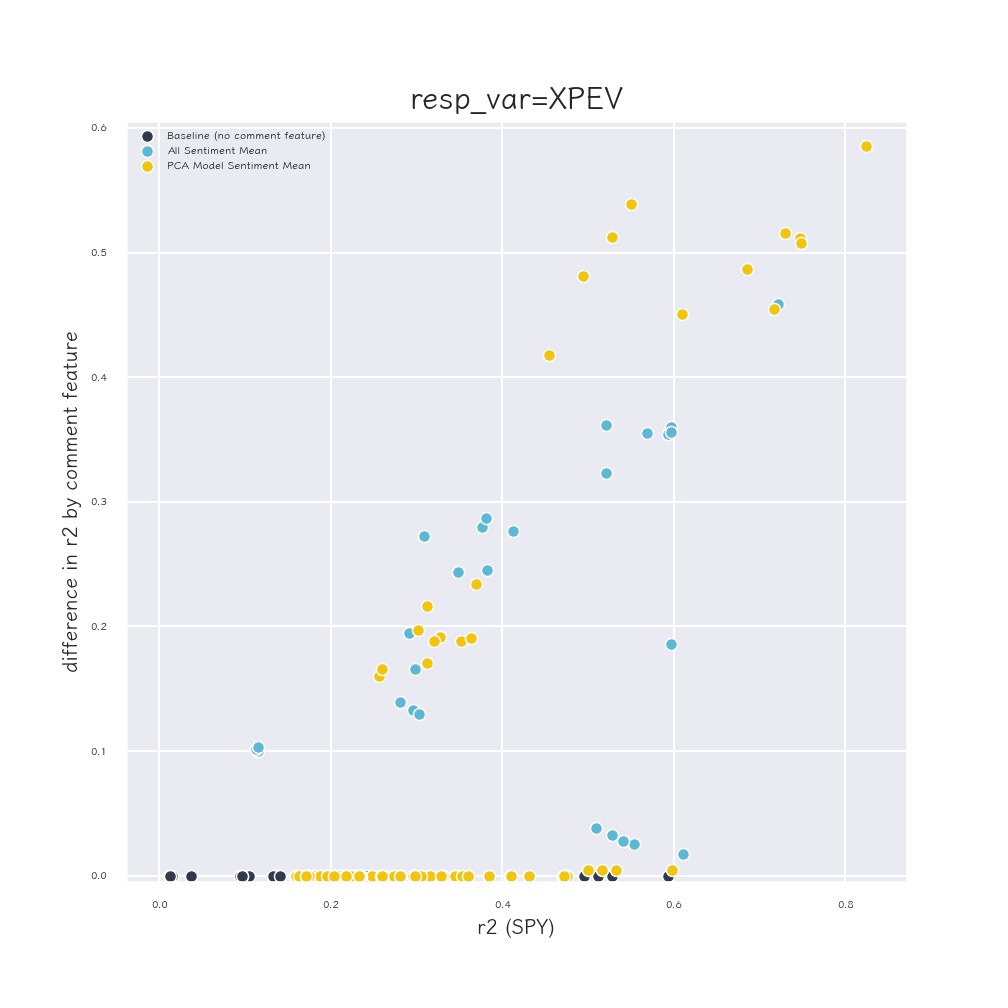 resp_var=XPEV
0.6
Baseline (no comment feature)
All Sentiment Mean
PCA Model Sentiment Mean
0.5
0.4
0.3
0.2
0.1
0.0
difference in r2 by comment feature
0.0 0.2 0.4 0.6 0.8
r2 (SPY)